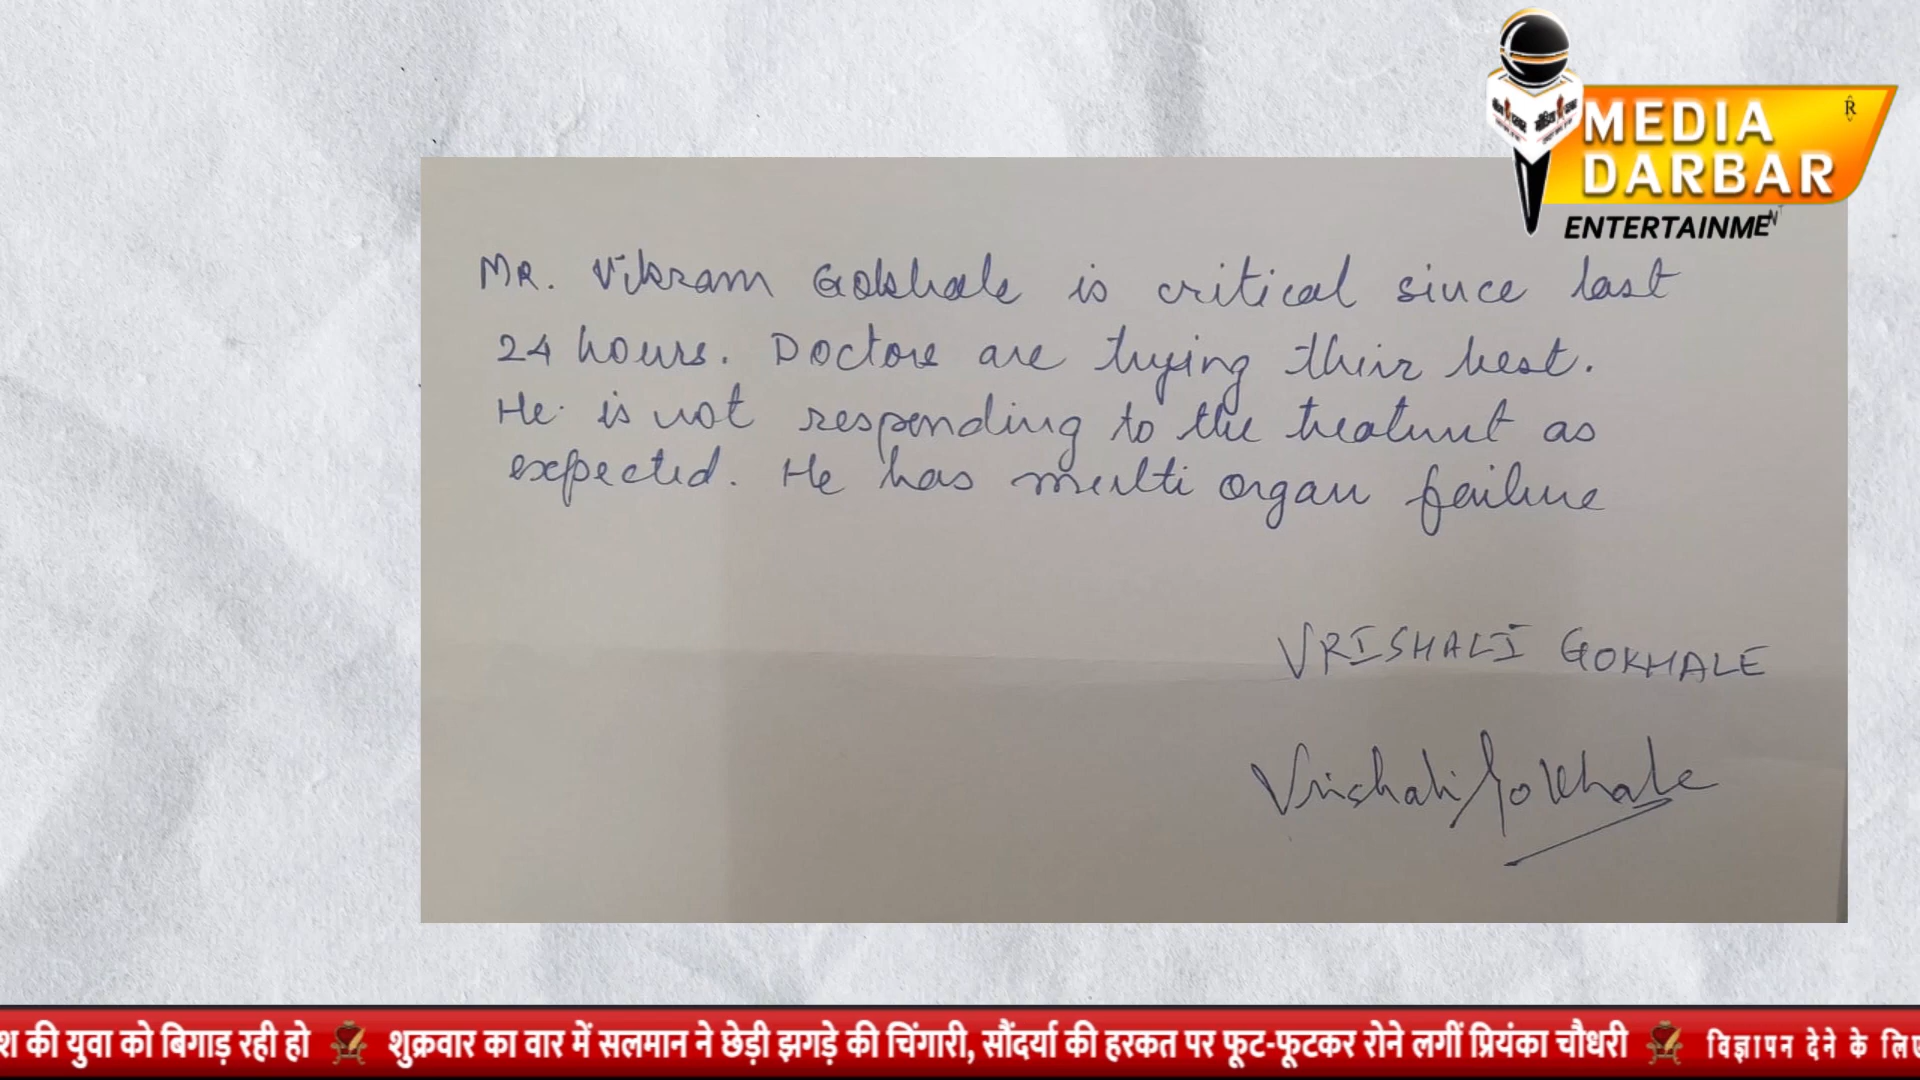 MEDIA
DARBAR
ENTERTAINMENT
MR. Vikram Gokhale is critical since last
24 hours. Doctors are trying their best.
He is not responding to the treatment as
expected. He has multi organ failure
VRISHALI GOKHALE
Vrishali Gokhale
श की युवा को बिगाड़ रही हो शुक्रवार का वार में सलमान ने छेड़ी झगड़े की चिंगारी, सौंदर्या की हरकत पर फूट-फूटकर रोने लगीं प्रियंका चौधरी विज्ञापन देने के लिए